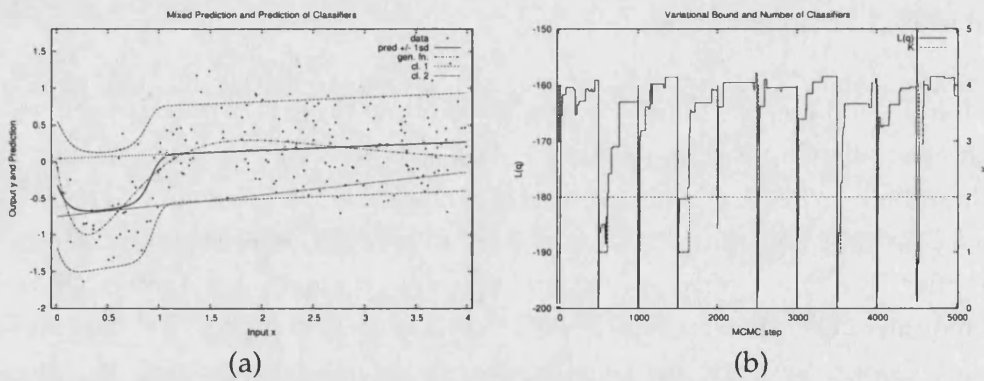 Mixed Prediction and Prediction of Classifiers
data
pred +/- 1sd
gen. fn.
cl. 1
cl. 2
1.5
1
0.5
0
-0.5
-1
-1.5
-2
Output y and Prediction
0
0.5
1
1.5
2
2.5
3
3.5
4
Input x
(a)
Variational Bound and Number of Classifiers
L(q)
K
-150
-160
-170
-180
-190
-200
L(q)
5
4
3
2
1
0
K
0
1000
2000
3000
4000
5000
MCMC step
(b)